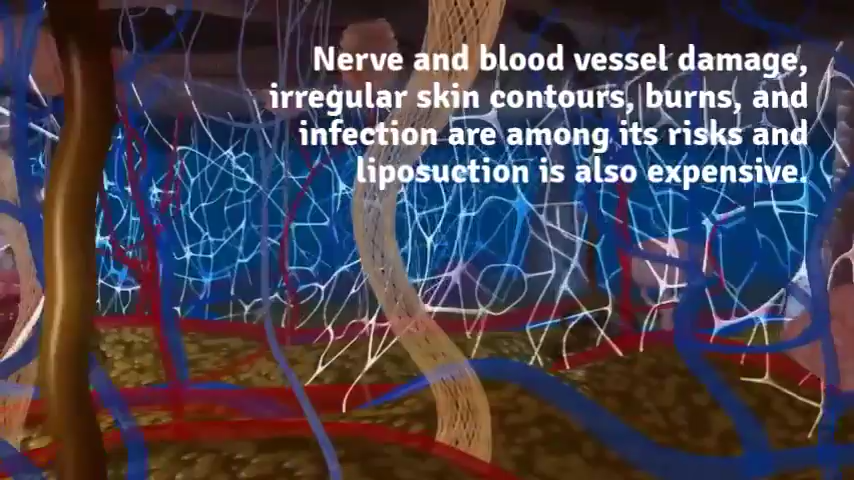 Nerve and blood vessel damage,
irregular skin contours, burns, and
infection are among its risks and
liposuction is also expensive.